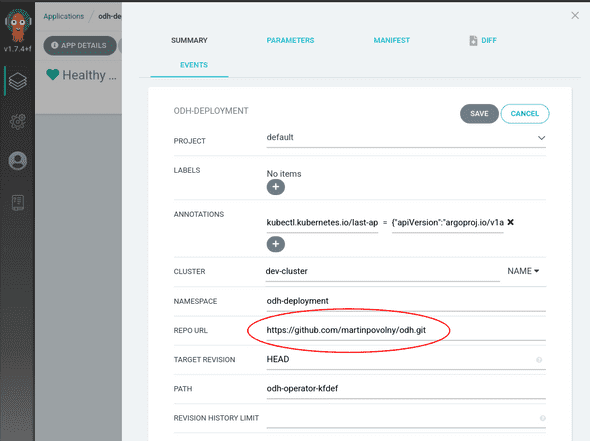 Applications / odh-de
v1.7.4+f
APP DETAILS
Healthy ...
SUMMARY PARAMETERS MANIFEST DIFF
EVENTS
ODH-DEPLOYMENT
SAVE CANCEL
PROJECT default
LABELS No items
+
ANNOTATIONS kubectl.kubernetes.io/last-ap = {"apiVersion":"argoproj.io/v1a
+
CLUSTER dev-cluster NAME
NAMESPACE odh-deployment
REPO URL https://github.com/martinpovolny/odh.git
TARGET REVISION HEAD
PATH odh-operator-kfdef
REVISION HISTORY LIMIT